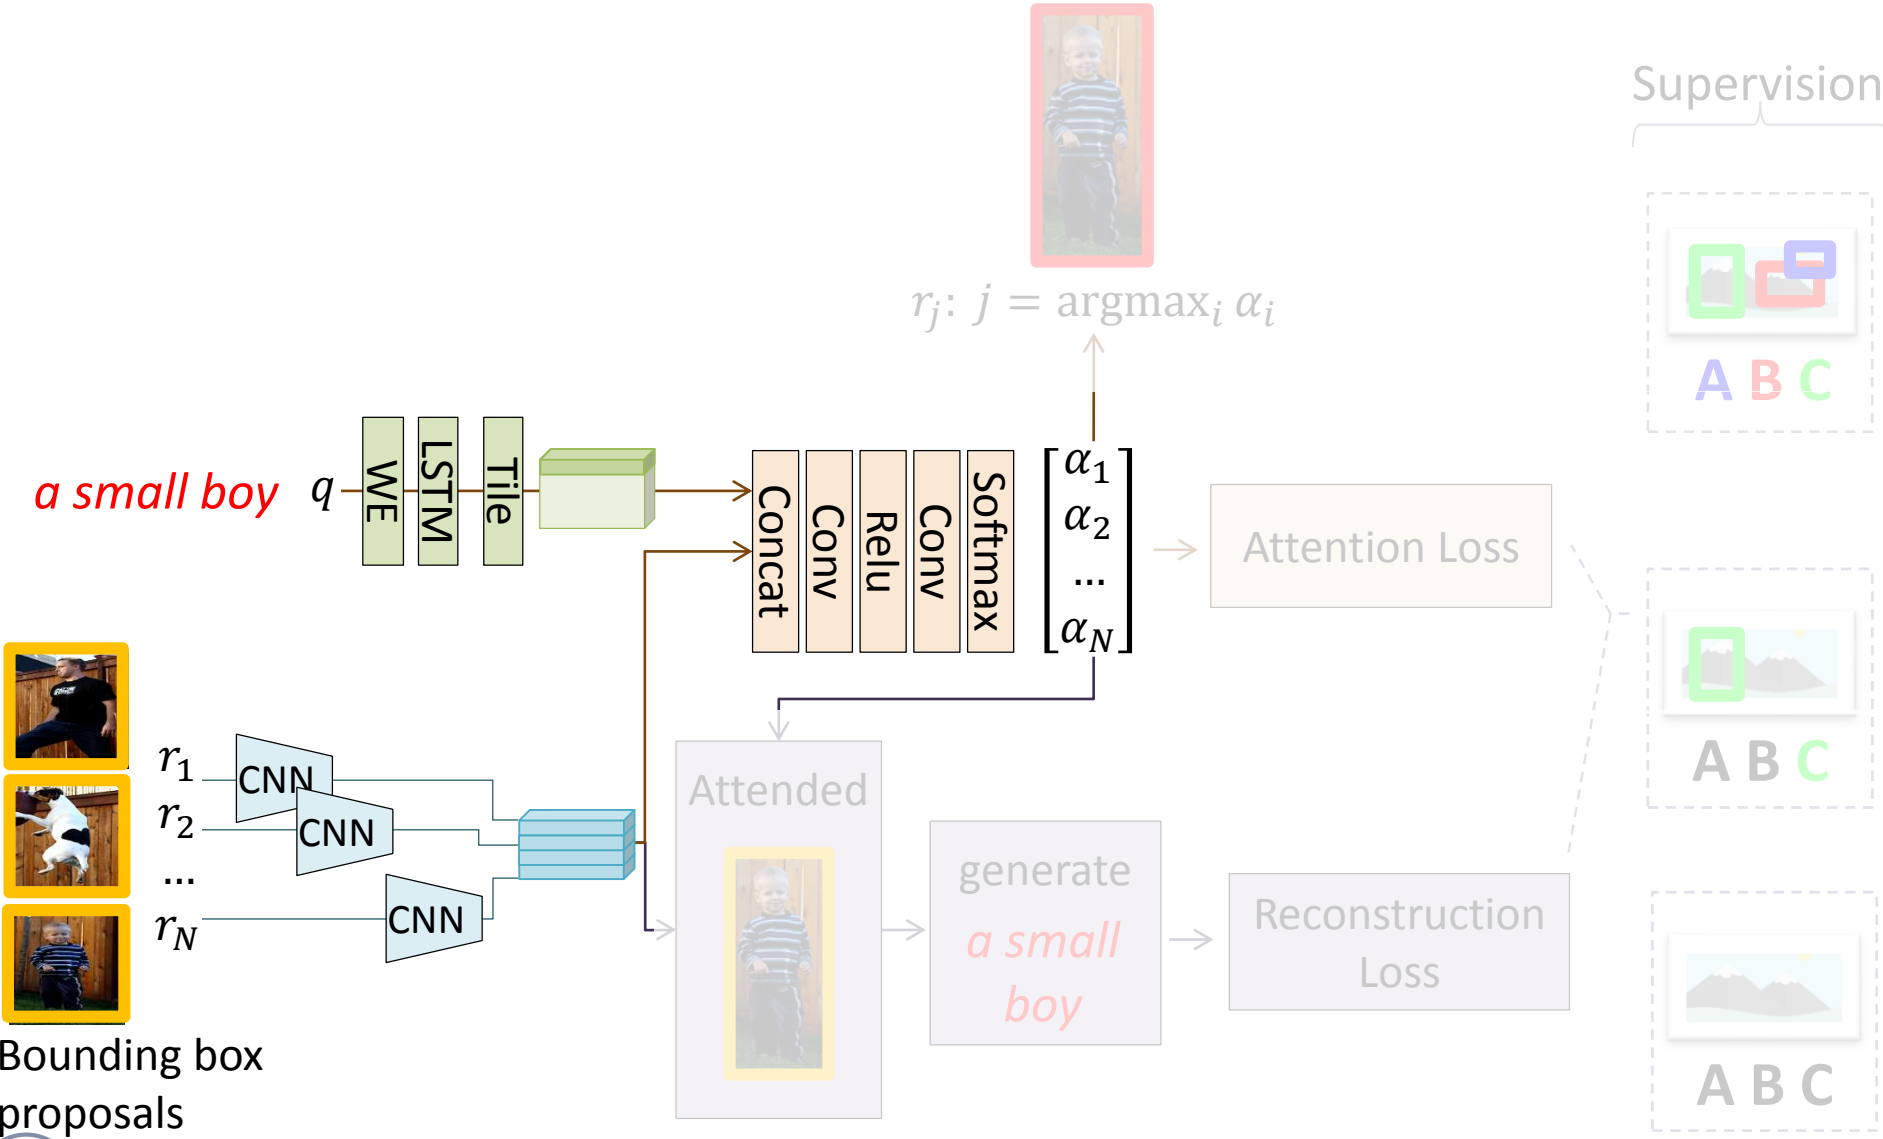 Supervision
r_j: j = argmax_i α_i
A B C
a small boy
q
WE
LSTM
Tile
Concat
Conv
Relu
Conv
Softmax
α_1
α_2
...
α_N
Attention Loss
A B C
r_1
CNN
r_2
CNN
...
r_N
CNN
Attended
generate
a small
boy
Reconstruction
Loss
Bounding box
proposals
A B C